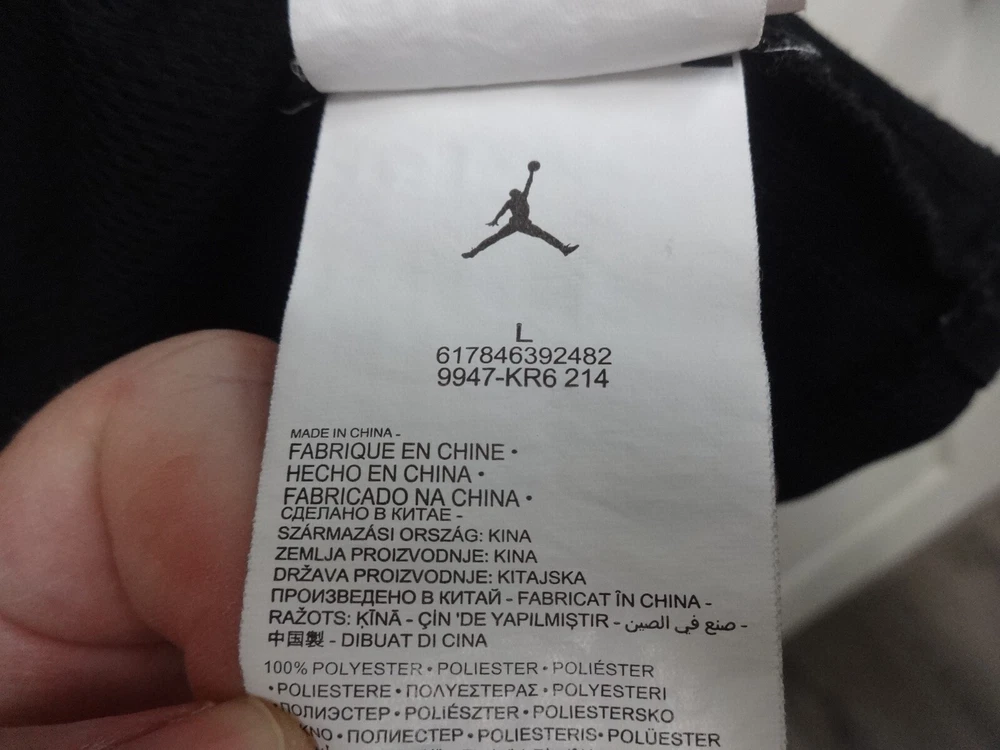 L
617846392482
9947-KR6 214
MADE IN CHINA -
FABRIQUE EN CHINE •
HECHO EN CHINA •
FABRICADO NA CHINA •
СДЕЛАНО В КИТАЕ -
SZÁRMAZÁSI ORSZÁG: KINA
ZEMLJA PROIZVODNJE: KINA
DRŽAVA PROIZVODNJE: KITAJSKA
ПРОИЗВЕДЕНО В КИТАЙ - FABRICAT ÎN CHINA -
RAŽOTS: ĶĪNĀ - ÇİN 'DE YAPILMIŞTIR - صنع في الصين -
中国製 - DIBUAT DI CINA
100% POLYESTER • POLIESTER • POLIÉSTER
• POLIESTERE • ΠΟΛΥΕΣΤΕΡΑΣ • POLYESTERI
ПОЛИЭСТЕР • POLIÉSZTER • POLIESTERSKO
• ПОЛИЕСТЕР • POLIESTERIS • POLÜESTER